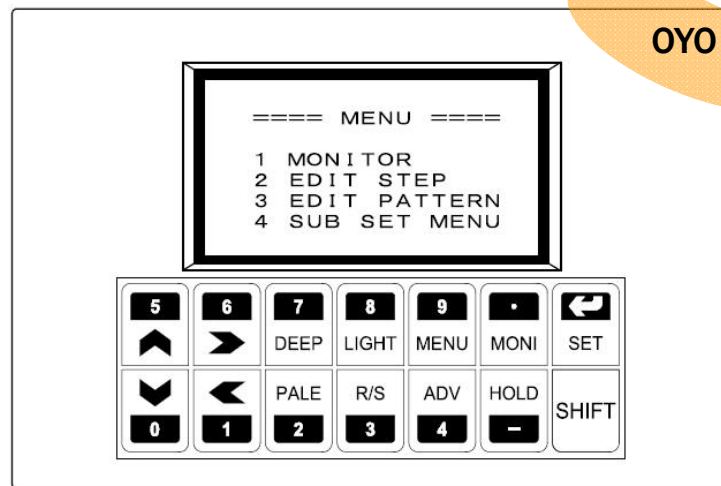 OYO
==== MENU ====
1 MONITOR
2 EDIT STEP
3 EDIT PATTERN
4 SUB SET MENU
5 6 7 8 9 .
DEEP LIGHT MENU MONI SET
PALE R/S ADV HOLD SHIFT
0 1 2 3 4 −